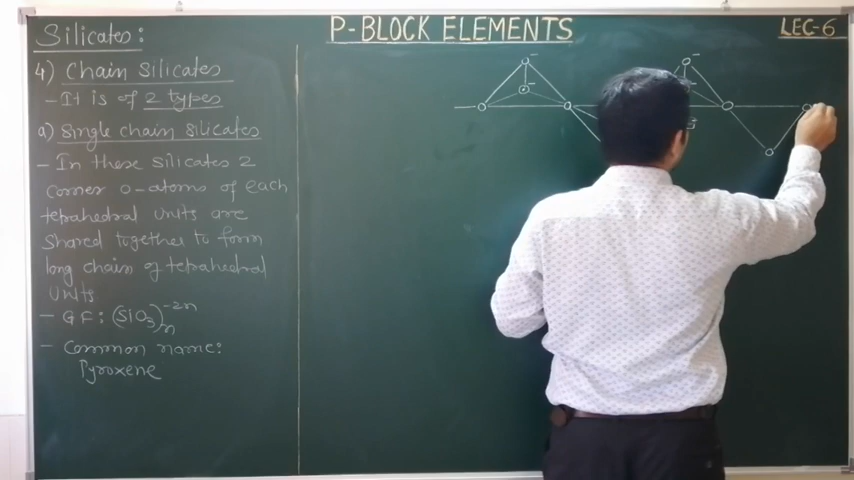 P-BLOCK ELEMENTS
LEC-6
Silicates:
4) Chain Silicates
- It is of 2 types
a) Single chain silicates
- In these silicates 2
corner O-atoms of each
tetrahedral units are
shared together to form
long chain of tetrahedral
units
- GF: (SiO3)n^-2n
- Common name:
Pyroxene